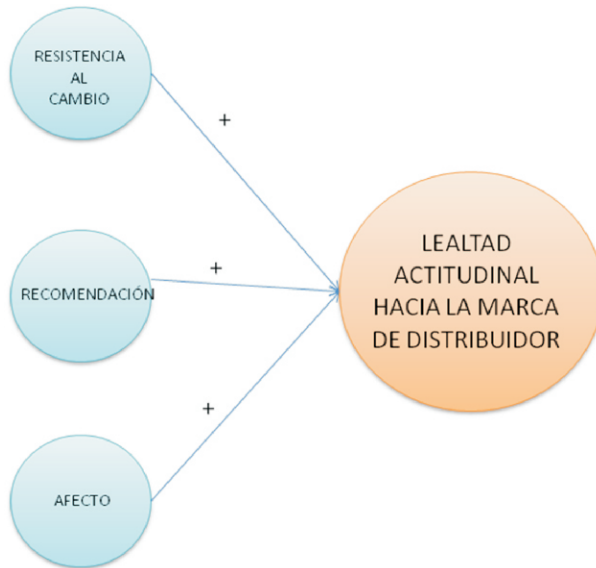 RESISTENCIA
AL
CAMBIO
+
RECOMENDACIÓN
+
AFECTO
+
LEALTAD
ACTITUDINAL
HACIA LA MARCA
DE DISTRIBUIDOR